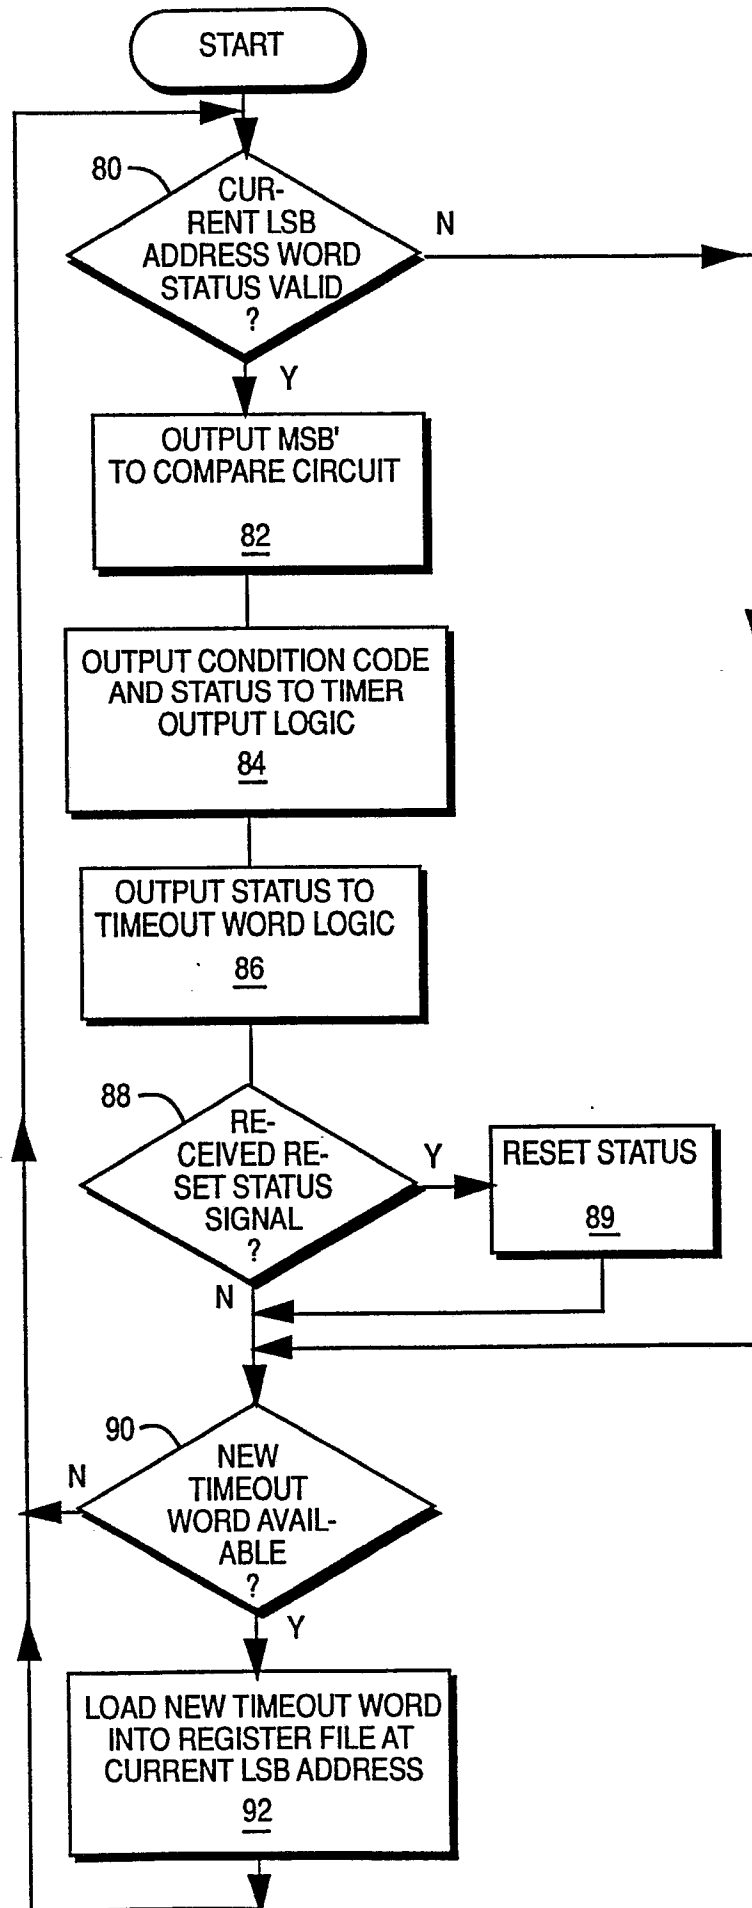 START
80
CUR-
RENT LSB
ADDRESS WORD
STATUS VALID
?
N
Y
OUTPUT MSB'
TO COMPARE CIRCUIT
82
OUTPUT CONDITION CODE
AND STATUS TO TIMER
OUTPUT LOGIC
84
OUTPUT STATUS TO
TIMEOUT WORD LOGIC
86
88
RE-
CEIVED RE-
SET STATUS
SIGNAL
?
Y
RESET STATUS
89
N
90
N
NEW
TIMEOUT
WORD AVAIL-
ABLE
?
Y
LOAD NEW TIMEOUT WORD
INTO REGISTER FILE AT
CURRENT LSB ADDRESS
92